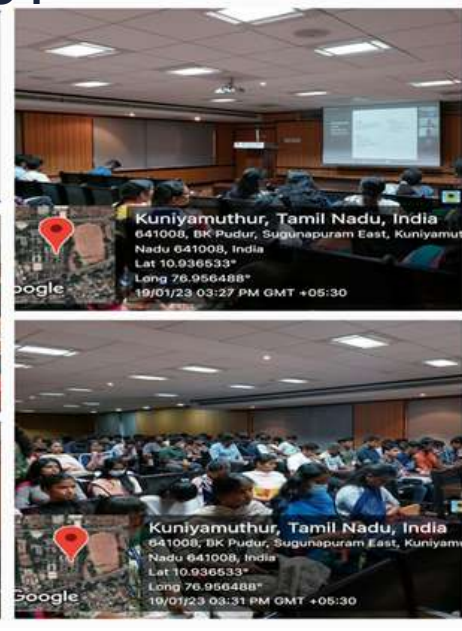 Kuniyamuthur, Tamil Nadu, India
641008, BK Pudur, Sugunapuram East, Kuniyamut
Nadu 641008, India
Lat 10.936533°
Long 76.956488°
19/01/23 03:27 PM GMT +05:30
oogle
Kuniyamuthur, Tamil Nadu, India
641008, BK Pudur, Sugunapuram East, Kuniyamu
Nadu 641008, India
Lat 10.936533°
Long 76.956488°
19/01/23 03:31 PM GMT +05:30
Google